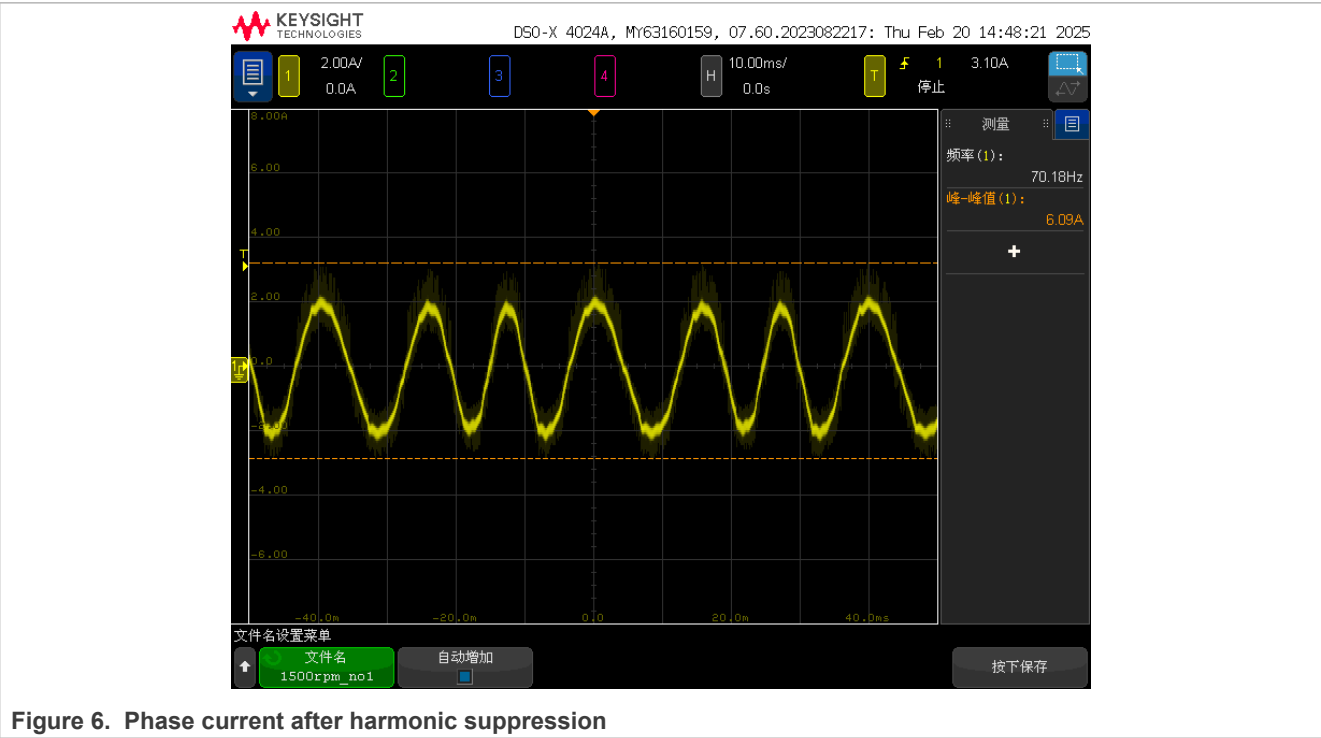 KEYSIGHT
TECHNOLOGIES
DSO-X 4024A, MY63160159, 07.60.2023082217: Thu Feb 20 14:48:21 2025
1 2.00A/ 2 3 4 H 10.00ms/ T 1 3.10A
0.0A 0.0s 停止
8.00A
6.00
4.00
T
2.00
1 0.0
-2.00
-4.00
-6.00
-40.0m -20.0m 0.0 20.0m 40.0ms
测量
频率(1):
70.18Hz
峰-峰值(1):
6.09A
文件名设置菜单
文件名 自动增加 按下保存
1500rpm_no1
Figure 6. Phase current after harmonic suppression